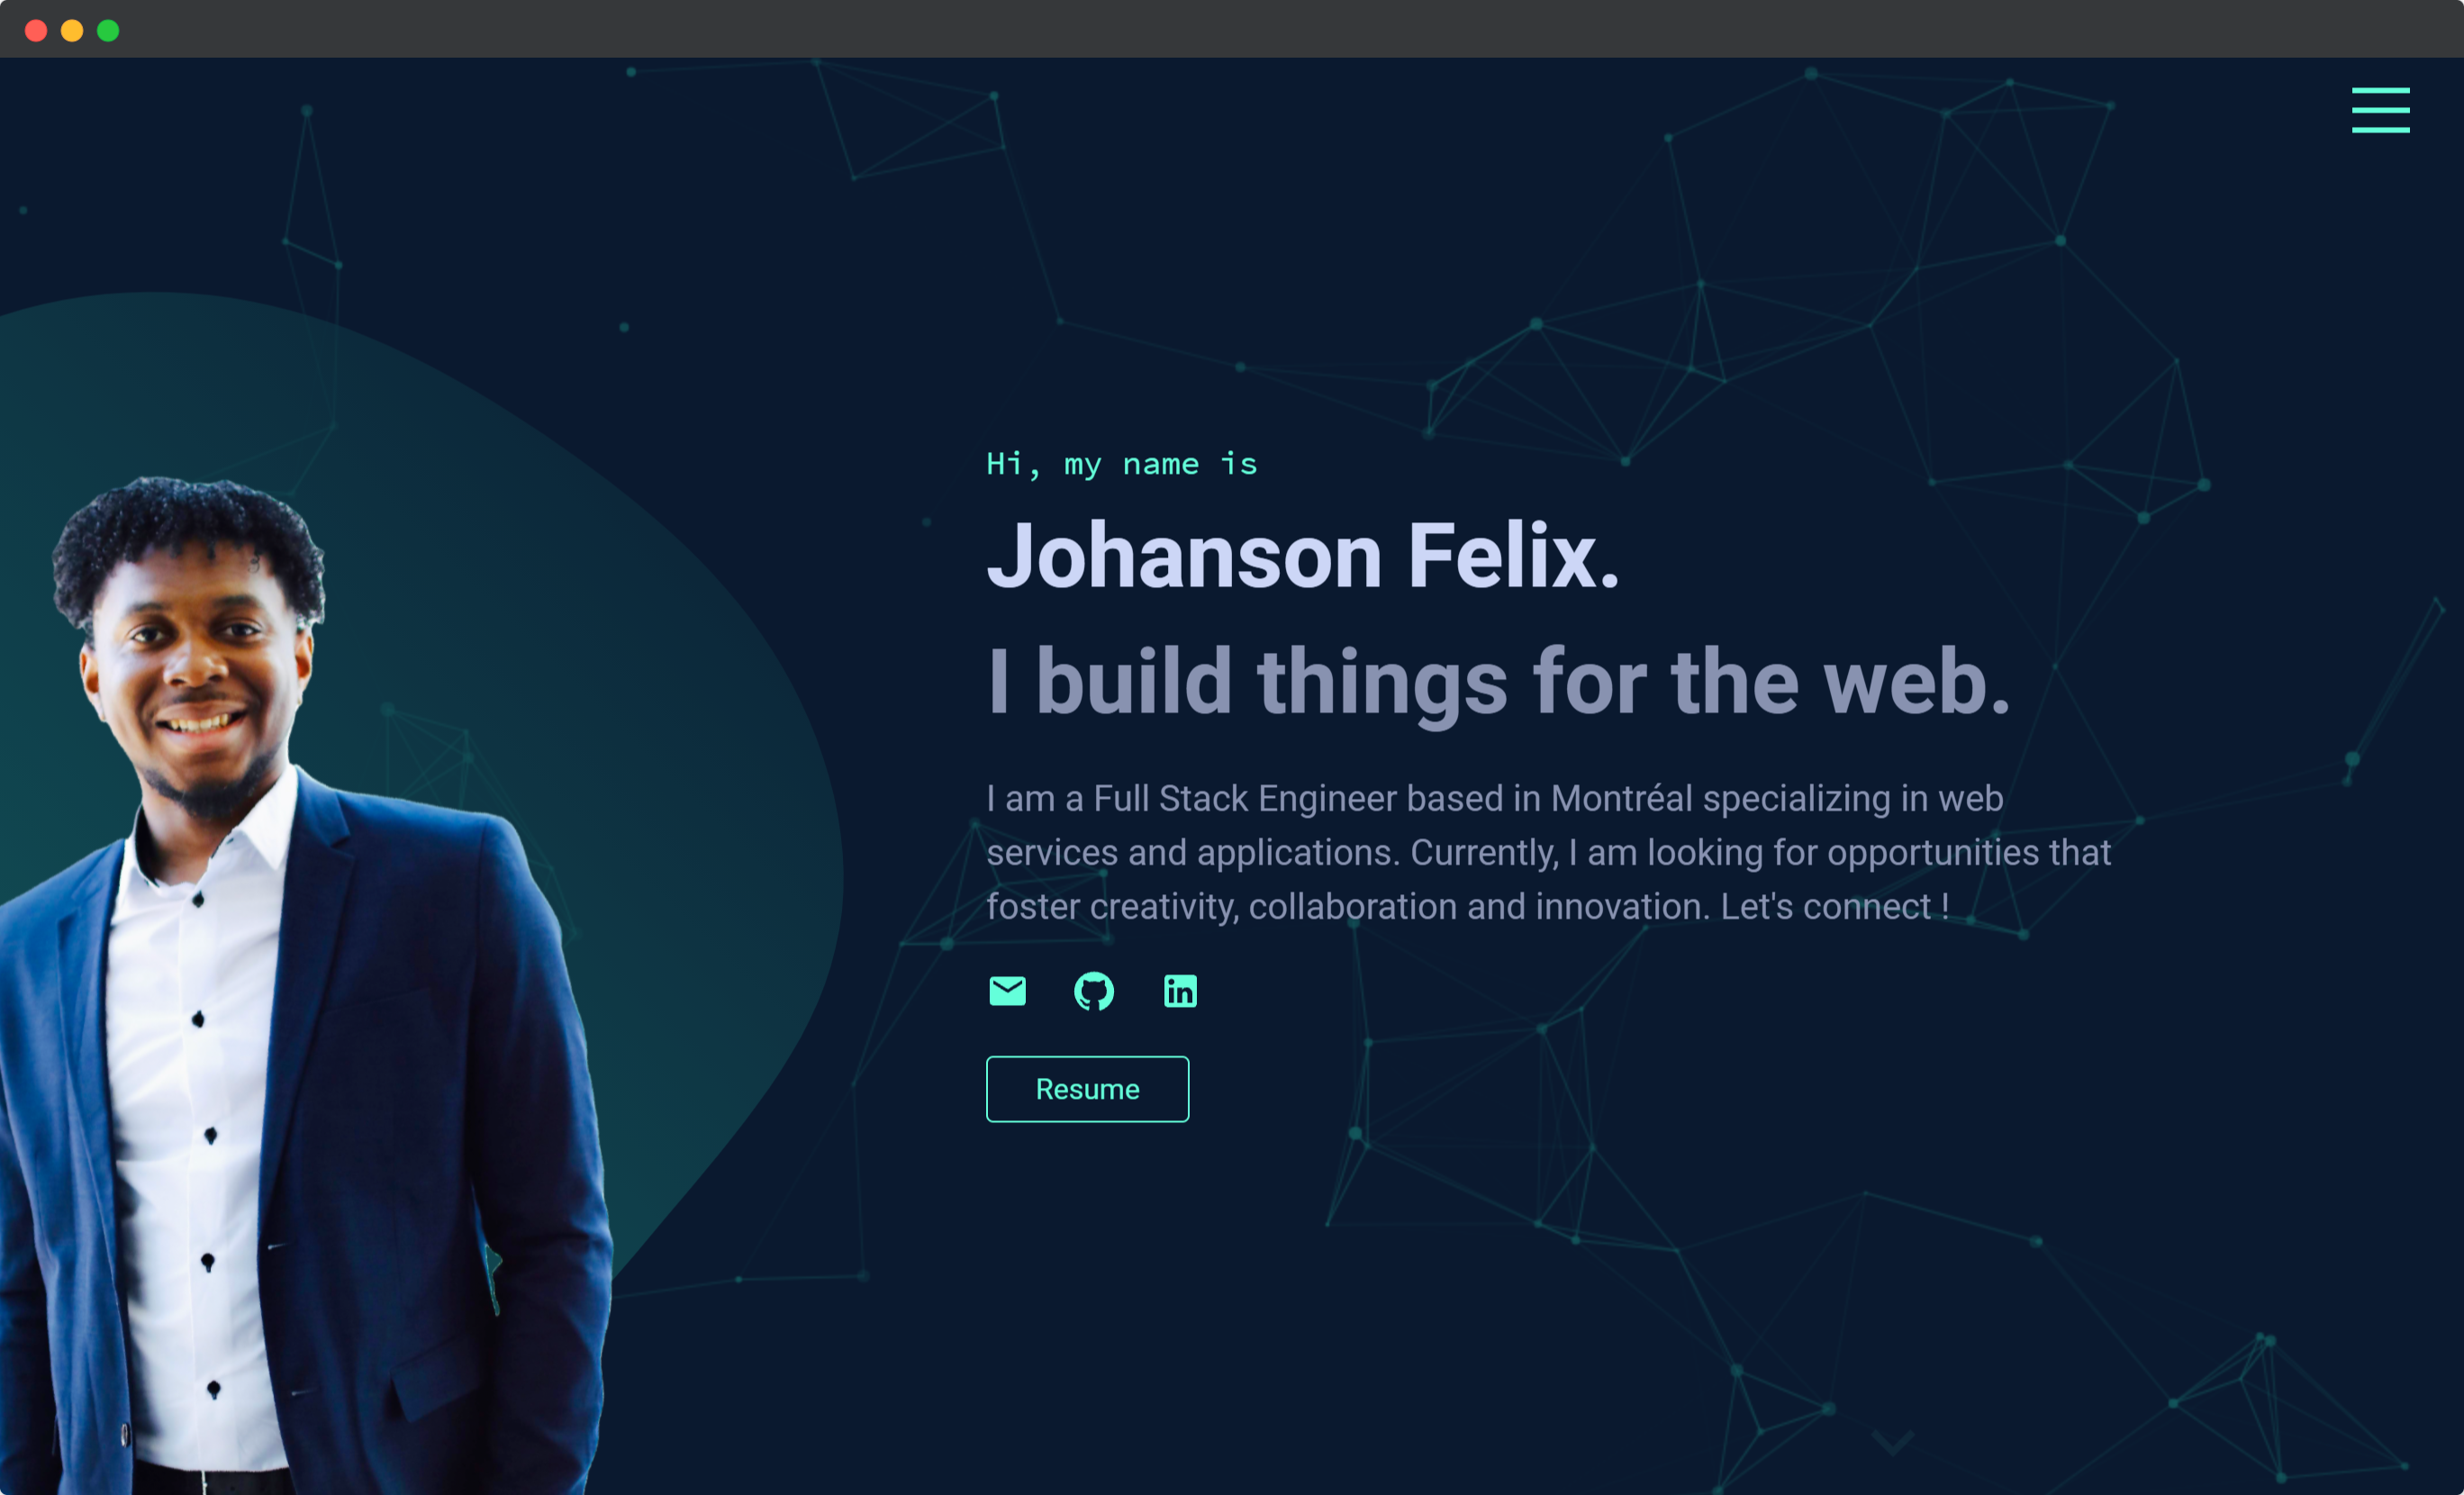 Hi, my name is
Johanson Felix.
I build things for the web.
I am a Full Stack Engineer based in Montréal specializing in web
services and applications. Currently, I am looking for opportunities that
foster creativity, collaboration and innovation. Let's connect !
in
Resume